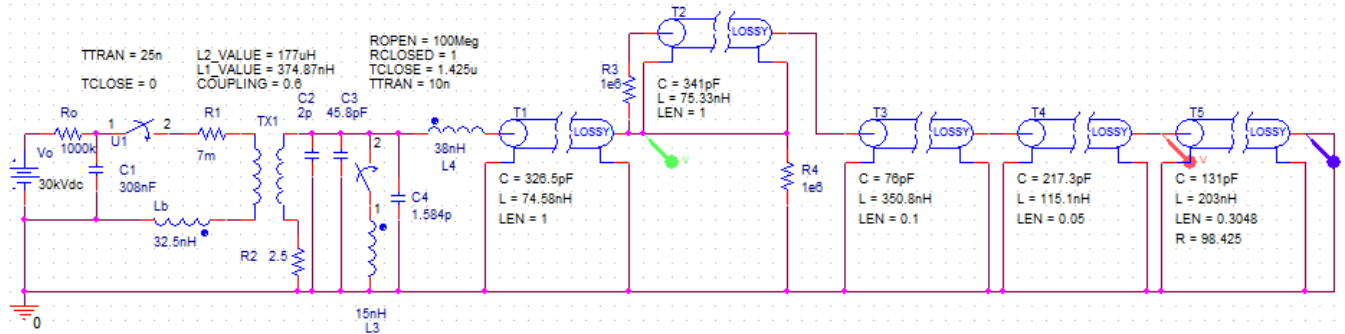 T2
LOSSY
TTRAN = 25n
TCLOSE = 0
L2_VALUE = 177uH
L1_VALUE = 374.87nH
COUPLING = 0.6
ROPEN = 100Meg
RCLOSED = 1
TCLOSE = 1.425u
TTRAN = 10n
R3
1e6
C = 341pF
L = 75.33nH
LEN = 1
Ro
1000k
1
2
U1
R1
7m
TX1
C2
2p
C3
45.8pF
2
1
38nH
L4
T1
LOSSY
V
T3
LOSSY
T4
LOSSY
T5
LOSSY
V
Vo
30kVdc
C1
308nF
Lb
32.5nH
R2 2.5
C4
1.584p
15nH
L3
C = 326.5pF
L = 74.58nH
LEN = 1
R4
1e6
C = 76pF
L = 350.8nH
LEN = 0.1
C = 217.3pF
L = 115.1nH
LEN = 0.05
C = 131pF
L = 203nH
LEN = 0.3048
R = 98.425
0